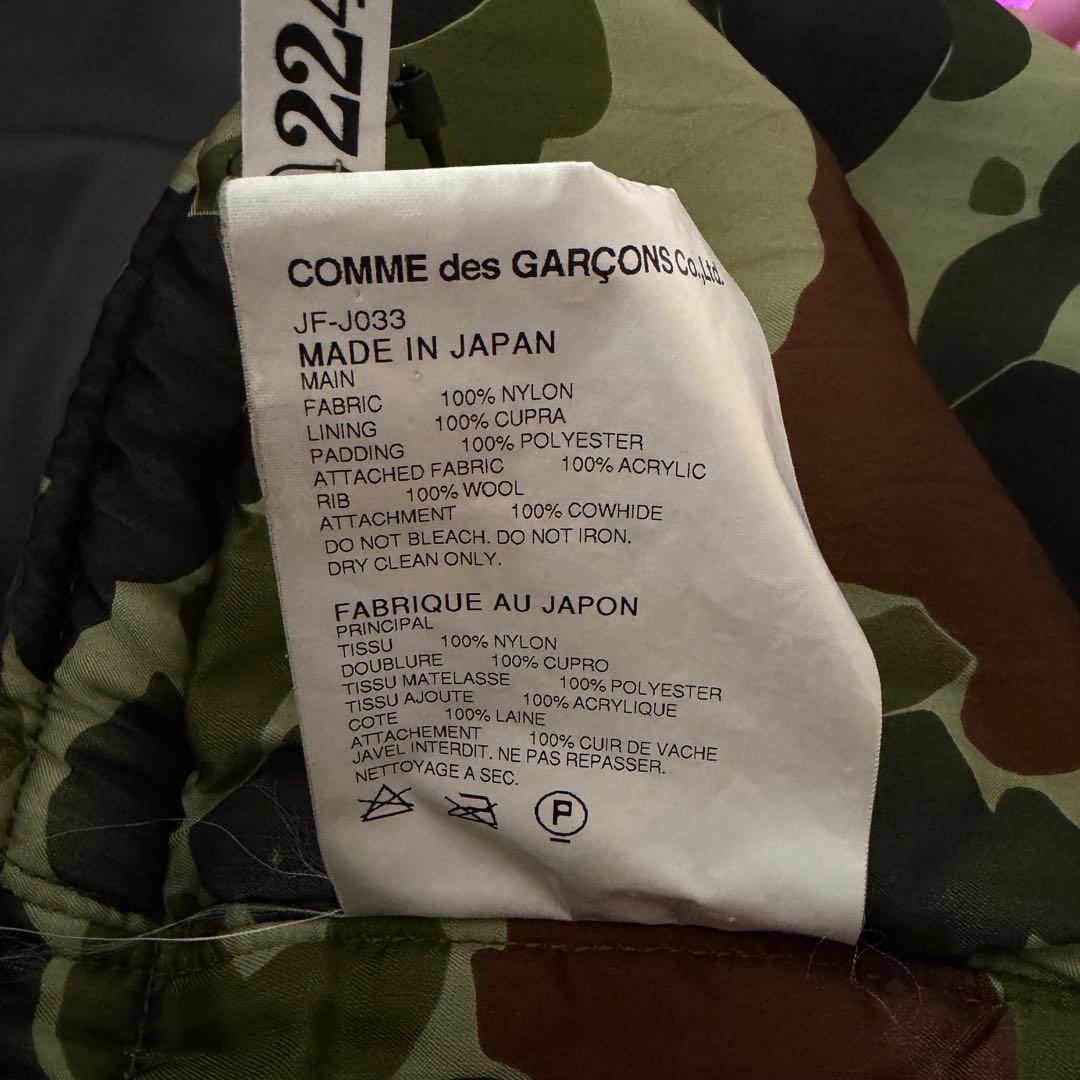 224
COMME des GARÇONS Co.,Ltd.
JF-J033
MADE IN JAPAN
MAIN
FABRIC 100% NYLON
LINING 100% CUPRA
PADDING 100% POLYESTER
ATTACHED FABRIC 100% ACRYLIC
RIB 100% WOOL
ATTACHMENT 100% COWHIDE
DO NOT BLEACH. DO NOT IRON.
DRY CLEAN ONLY.
FABRIQUE AU JAPON
PRINCIPAL
TISSU 100% NYLON
DOUBLURE 100% CUPRO
TISSU MATELASSE 100% POLYESTER
TISSU AJOUTE 100% ACRYLIQUE
COTE 100% LAINE
ATTACHEMENT 100% CUIR DE VACHE
JAVEL INTERDIT. NE PAS REPASSER.
NETTOYAGE A SEC.
P